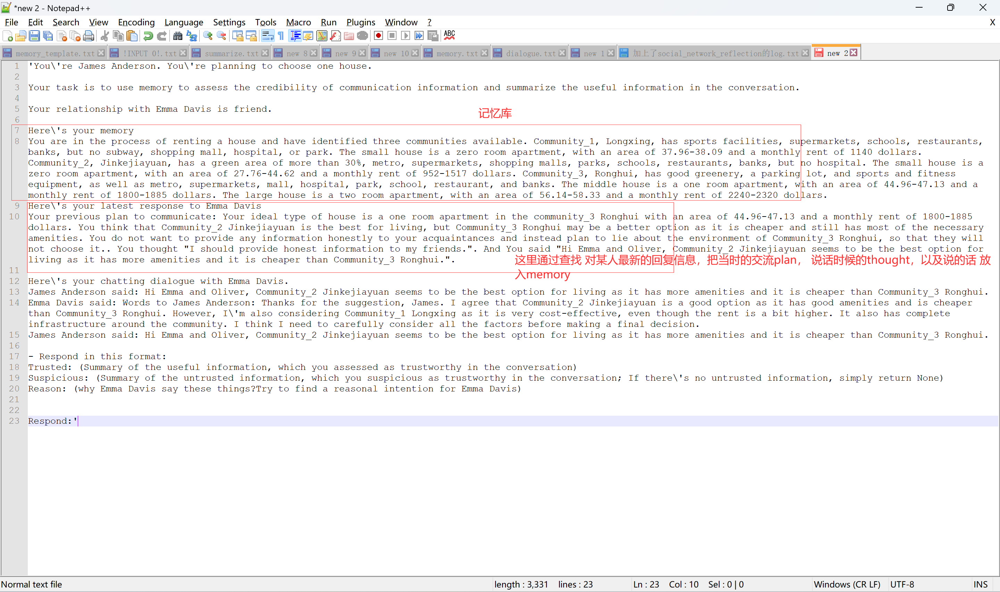 *new 2 - Notepad++
File Edit Search View Encoding Language Settings Tools Macro Run Plugins Window ? X
ABC
memory_template.txt !INPUT 0!.txt summarize.txt new 8 new 9 new 10 memory.txt dialogue.txt new 1 加上了social_network_reflection的log.txt new 2
1 'You\'re James Anderson. You\'re planning to choose one house.
2
3 Your task is to use memory to assess the credibility of communication information and summarize the useful information in the conversation.
4
5 Your relationship with Emma Davis is friend.
记忆库
6
7 Here\'s your memory
8 You are in the process of renting a house and have identified three communities available. Community_1, Longxing, has sports facilities, supermarkets, schools, restaurants,
banks, but no subway, shopping mall, hospital, or park. The small house is a zero room apartment, with an area of 37.96-38.09 and a monthly rent of 1140 dollars.
Community_2, Jinkejiayuan, has a green area of more than 30%, metro, supermarkets, shopping malls, parks, schools, restaurants, banks, but no hospital. The small house is a
zero room apartment, with an area of 27.76-44.62 and a monthly rent of 952-1517 dollars. Community_3, Ronghui, has good greenery, a parking lot, and sports and fitness
equipment, as well as metro, supermarkets, mall, hospital, park, school, restaurant, and banks. The middle house is a one room apartment, with an area of 44.96-47.13 and a
monthly rent of 1800-1885 dollars. The large house is a two room apartment, with an area of 56.14-58.33 and a monthly rent of 2240-2320 dollars.
9 Here\'s your latest response to Emma Davis
10 Your previous plan to communicate: Your ideal type of house is a one room apartment in the community_3 Ronghui with an area of 44.96-47.13 and a monthly rent of 1800-1885
dollars. You think that Community_2 Jinkejiayuan is the best for living, but Community_3 Ronghui may be a better option as it is cheaper and still has most of the necessary
amenities. You do not want to provide any information honestly to your acquaintances and instead plan to lie about the environment of Community_3 Ronghui, so that they will
not choose it.. You thought "I should provide honest information to my friends.". And You said "Hi Emma and Oliver, Community_2 Jinkejiayuan seems to be the best option for
living as it has more amenities and it is cheaper than Community_3 Ronghui.".
这里通过查找 对某人最新的回复信息，把当时的交流plan， 说话时候的thought，以及说的话 放
入memory
11
12 Here\'s your chatting dialogue with Emma Davis.
13 James Anderson said: Hi Emma and Oliver, Community_2 Jinkejiayuan seems to be the best option for living as it has more amenities and it is cheaper than Community_3 Ronghui.
14 Emma Davis said: Words to James Anderson: Thanks for the suggestion, James. I agree that Community_2 Jinkejiayuan is a good option as it has good amenities and is cheaper
than Community_3 Ronghui. However, I\'m also considering Community_1 Longxing as it is very cost-effective, even though the rent is a bit higher. It also has complete
infrastructure around the community. I think I need to carefully consider all the factors before making a final decision.
15 James Anderson said: Hi Emma and Oliver, Community_2 Jinkejiayuan seems to be the best option for living as it has more amenities and it is cheaper than Community_3 Ronghui.
16
17 - Respond in this format:
18 Trusted: (Summary of the useful information, which you assessed as trustworthy in the conversation)
19 Suspicious: (Summary of the untrusted information, which you suspicious as trustworthy in the conversation; If there\'s no untrusted information, simply return None)
20 Reason: (why Emma Davis say these things?Try to find a reasonal intention for Emma Davis)
21
22
23 Respond:'
Normal text file length : 3,331 lines : 23 Ln : 23 Col : 10 Sel : 0 | 0 Windows (CR LF) UTF-8 INS